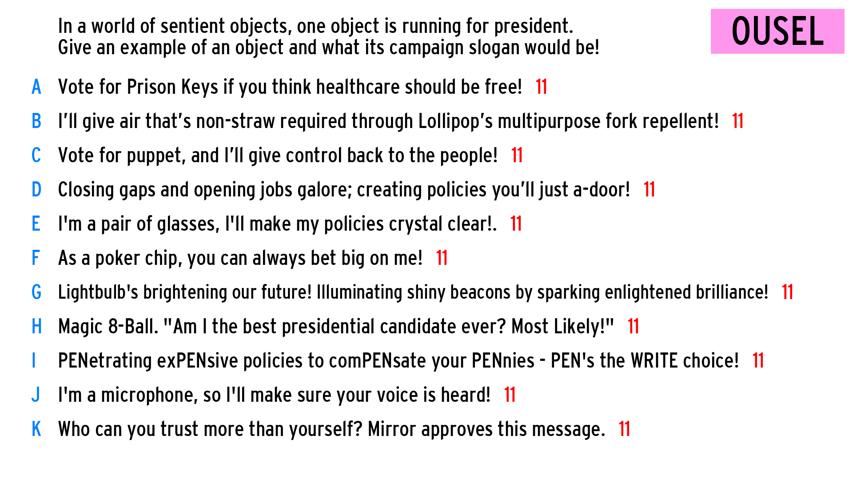 In a world of sentient objects, one object is running for president.
Give an example of an object and what its campaign slogan would be!
OUSEL
A Vote for Prison Keys if you think healthcare should be free! 11
B I'll give air that's non-straw required through Lollipop's multipurpose fork repellent! 11
C Vote for puppet, and I'll give control back to the people! 11
D Closing gaps and opening jobs galore; creating policies you'll just a-door! 11
E I'm a pair of glasses, I'll make my policies crystal clear!. 11
F As a poker chip, you can always bet big on me! 11
G Lightbulb's brightening our future! Illuminating shiny beacons by sparking enlightened brilliance! 11
H Magic 8-Ball. "Am I the best presidential candidate ever? Most Likely!" 11
I PENetrating exPENsive policies to comPENsate your PENnies - PEN's the WRITE choice! 11
J I'm a microphone, so I'll make sure your voice is heard! 11
K Who can you trust more than yourself? Mirror approves this message. 11